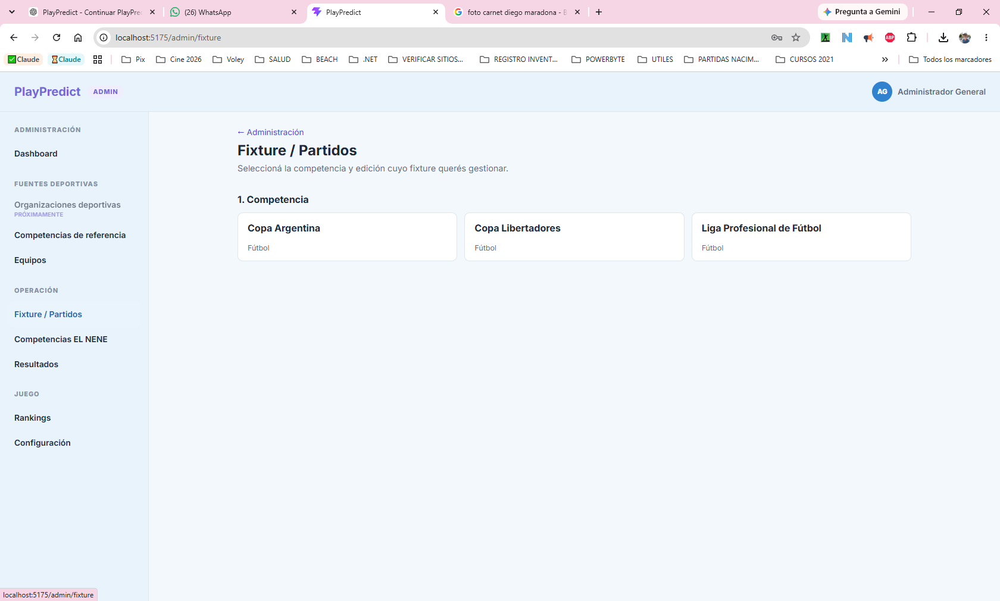 PlayPredict - Continuar PlayPrec
(26) WhatsApp
PlayPredict
foto carnet diego maradona - B
Pregunta a Gemini
localhost:5175/admin/fixture
Claude
Claude
Pix
Cine 2026
Voley
SALUD
BEACH
.NET
VERIFICAR SITIOS...
REGISTRO INVENT...
POWERBYTE
UTILES
PARTIDAS NACIM...
CURSOS 2021
Todos los marcadores
ABP
PlayPredict ADMIN
AG Administrador General
ADMINISTRACIÓN
Dashboard
FUENTES DEPORTIVAS
Organizaciones deportivas
PRÓXIMAMENTE
Competencias de referencia
Equipos
OPERACIÓN
Fixture / Partidos
Competencias EL NENE
Resultados
JUEGO
Rankings
Configuración
← Administración
Fixture / Partidos
Seleccioná la competencia y edición cuyo fixture querés gestionar.
1. Competencia
Copa Argentina
Fútbol
Copa Libertadores
Fútbol
Liga Profesional de Fútbol
Fútbol
localhost:5175/admin/fixture